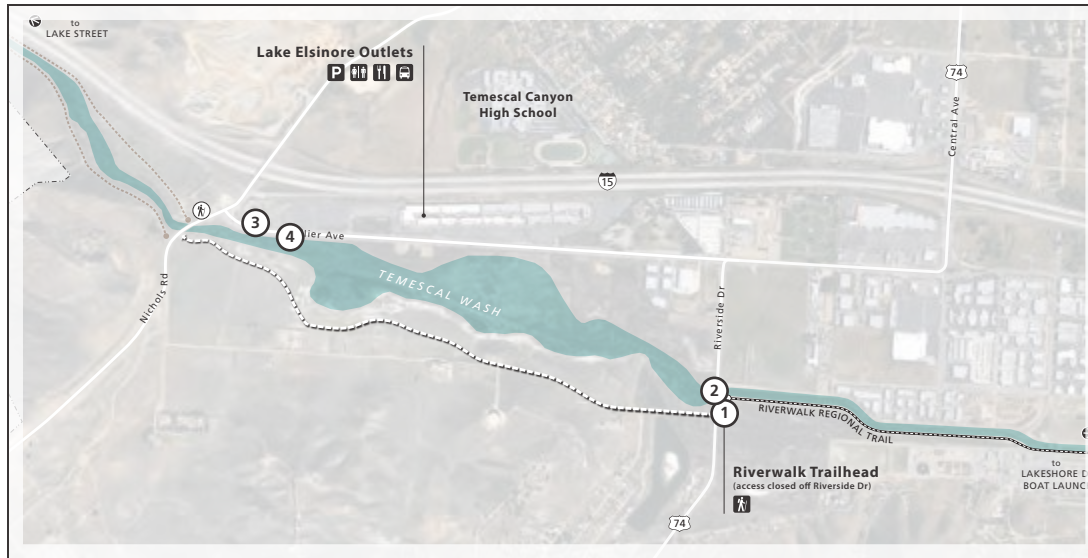 to
LAKE STREET
Lake Elsinore Outlets
P
Temescal Canyon
High School
74
Central Ave
15
3
4
lier Ave
TEMESCAL WASH
Nichols Rd
Riverside Dr
2
1
RIVERWALK REGIONAL TRAIL
Riverwalk Trailhead
(access closed off Riverside Dr)
to
LAKESHORE D
BOAT LAUNC
74